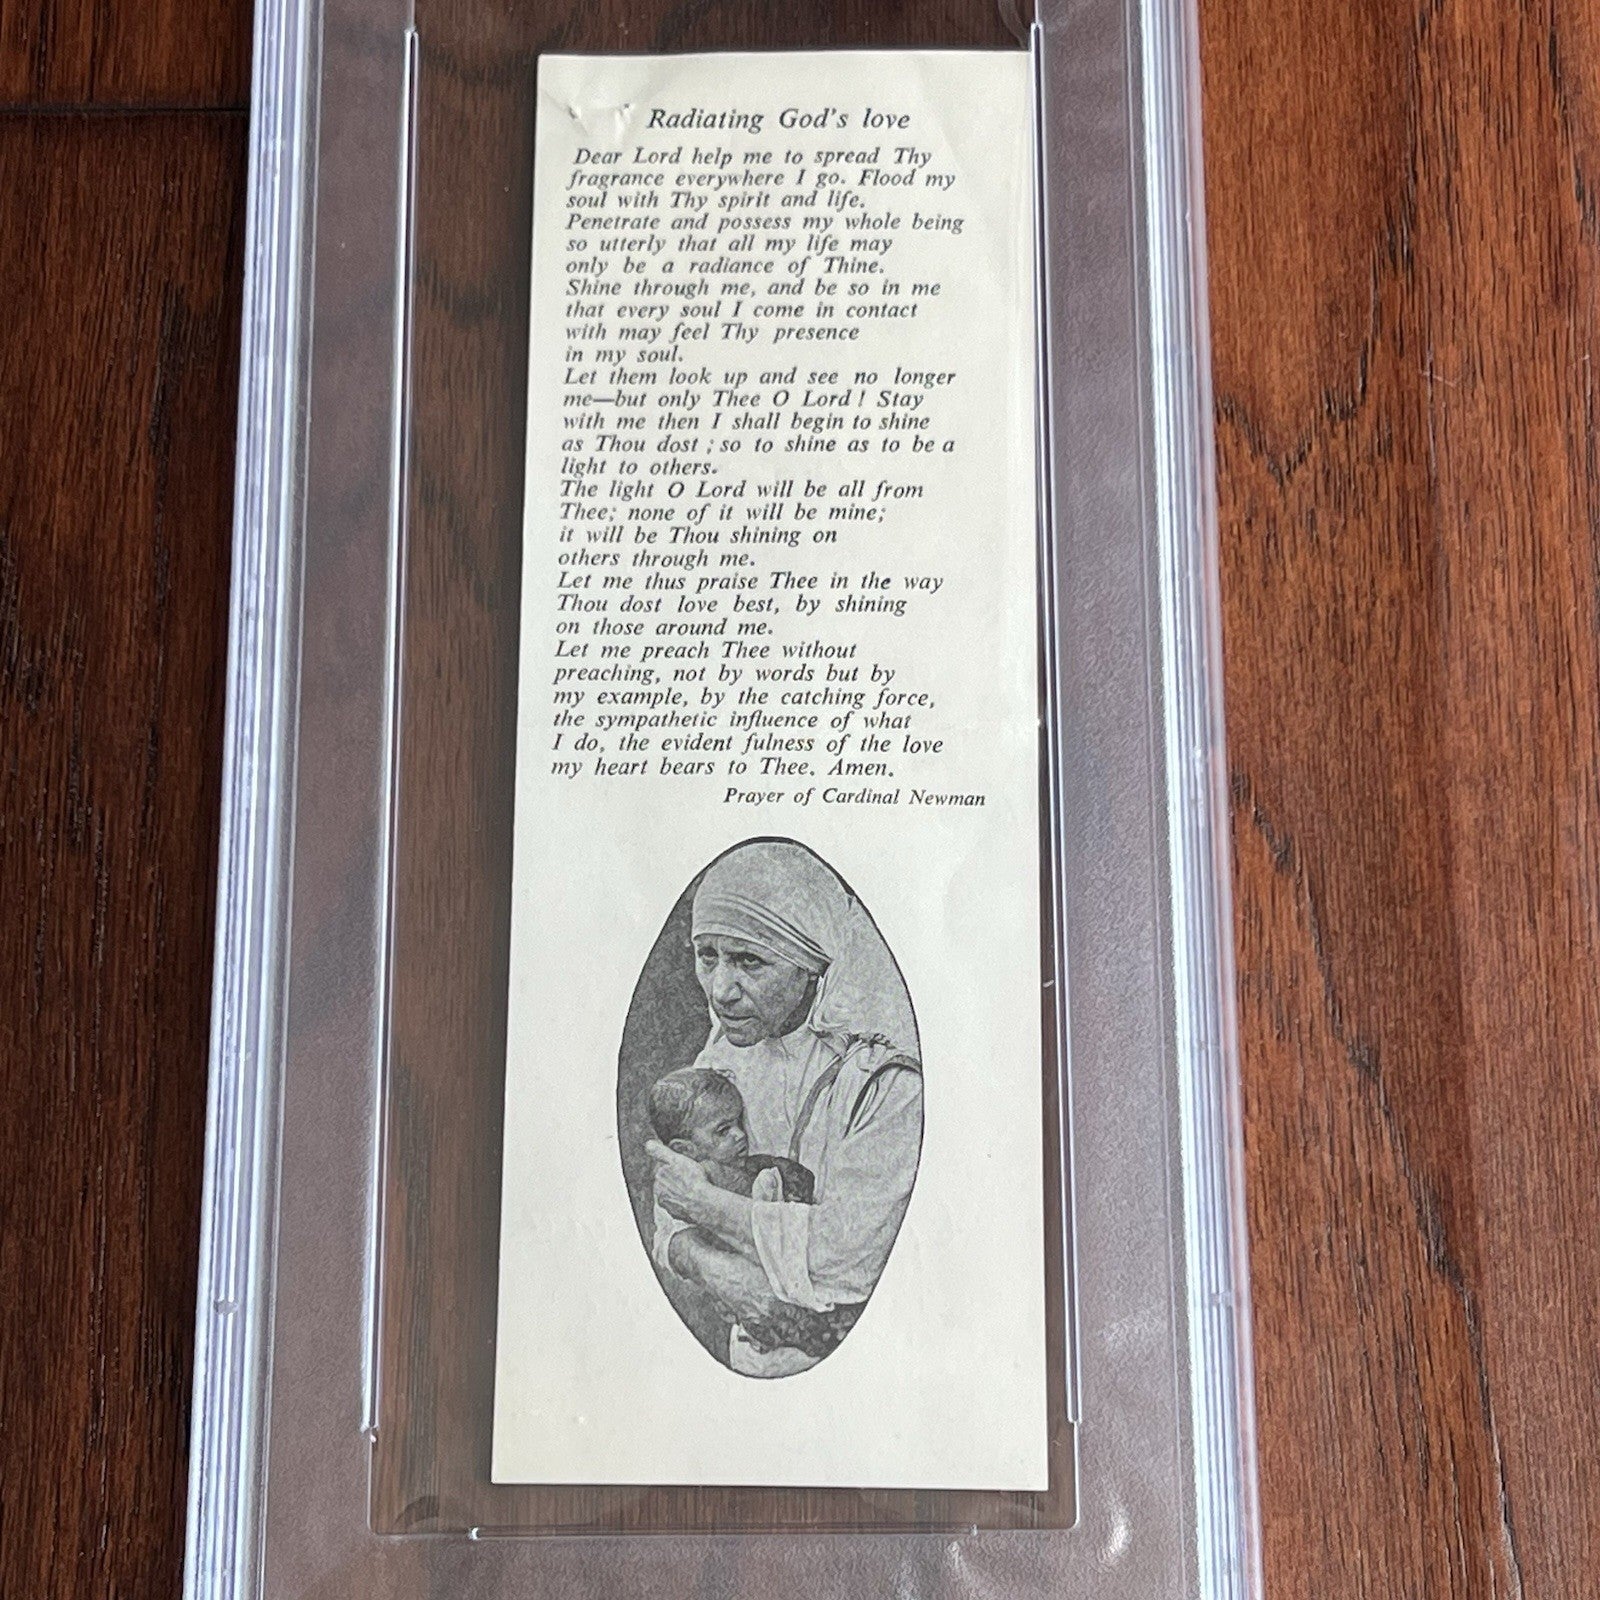 Radiating God's love
Dear Lord help me to spread Thy
fragrance everywhere I go. Flood my
soul with Thy spirit and life.
Penetrate and possess my whole being
so utterly that all my life may
only be a radiance of Thine.
Shine through me, and be so in me
that every soul I come in contact
with may feel Thy presence
in my soul.
Let them look up and see no longer
me—but only Thee O Lord ! Stay
with me then I shall begin to shine
as Thou dost ; so to shine as to be a
light to others.
The light O Lord will be all from
Thee; none of it will be mine;
it will be Thou shining on
others through me.
Let me thus praise Thee in the way
Thou dost love best, by shining
on those around me.
Let me preach Thee without
preaching, not by words but by
my example, by the catching force,
the sympathetic influence of what
I do, the evident fulness of the love
my heart bears to Thee. Amen.
Prayer of Cardinal Newman